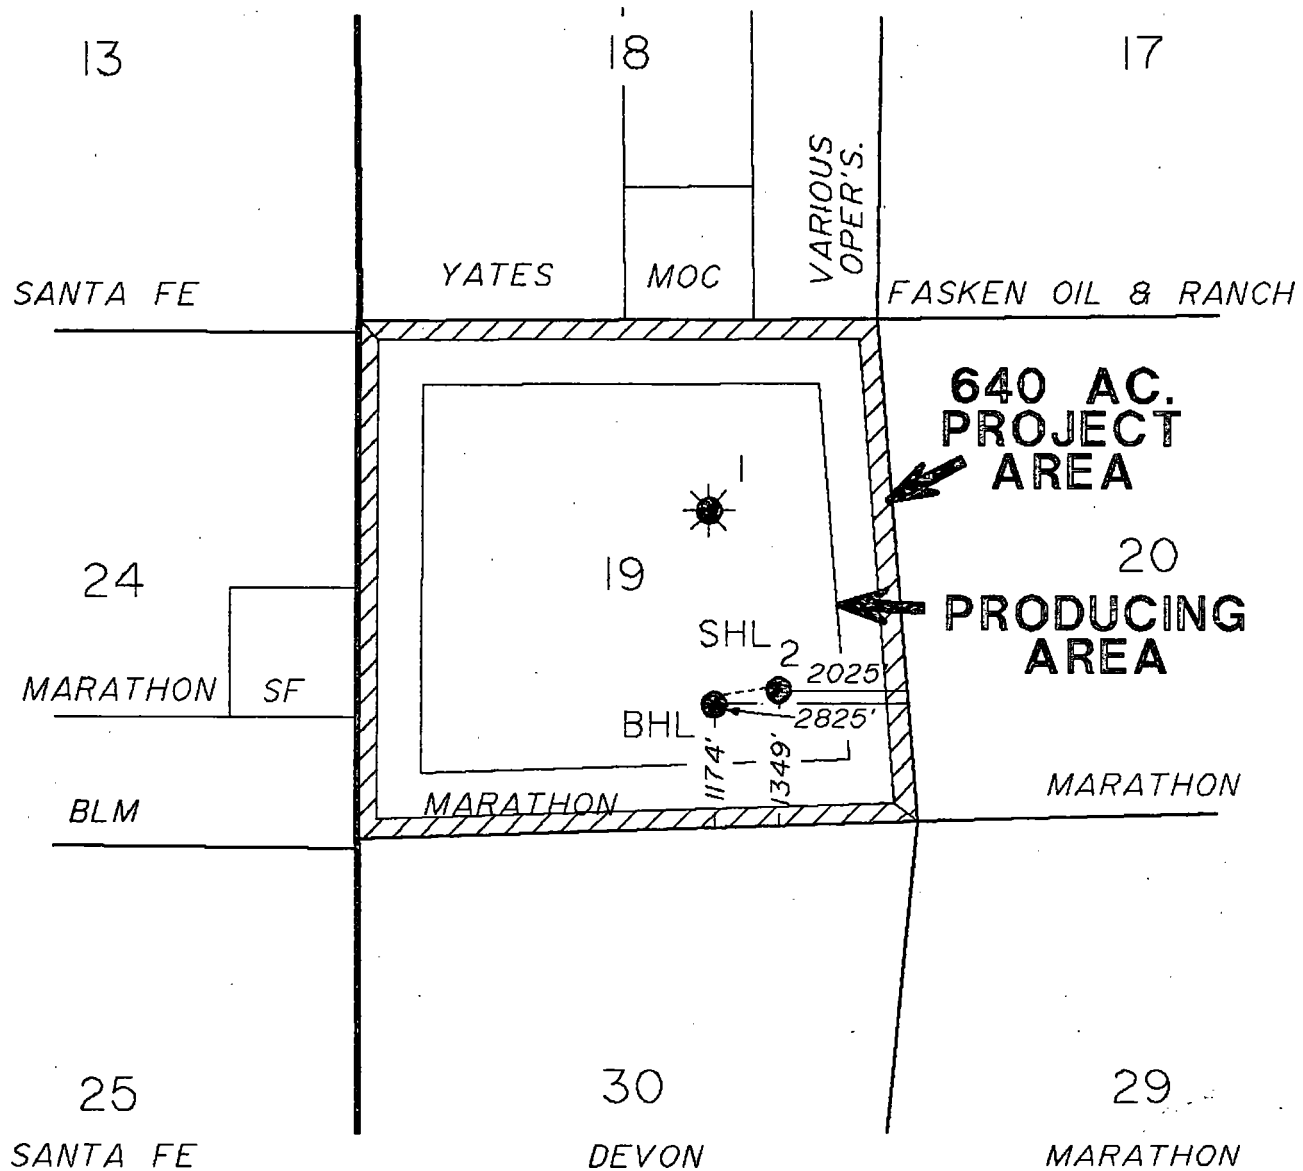 13
18
17
VARIOUS
OPER'S.
SANTA FE
YATES
MOC
FASKEN OIL & RANCH
640 AC.
PROJECT
AREA
1
24
19
20
PRODUCING
AREA
SHL
2
2025'
MARATHON
SF
BHL
2825'
1174'
1349'
MARATHON
BLM
MARATHON
25
30
29
SANTA FE
DEVON
MARATHON